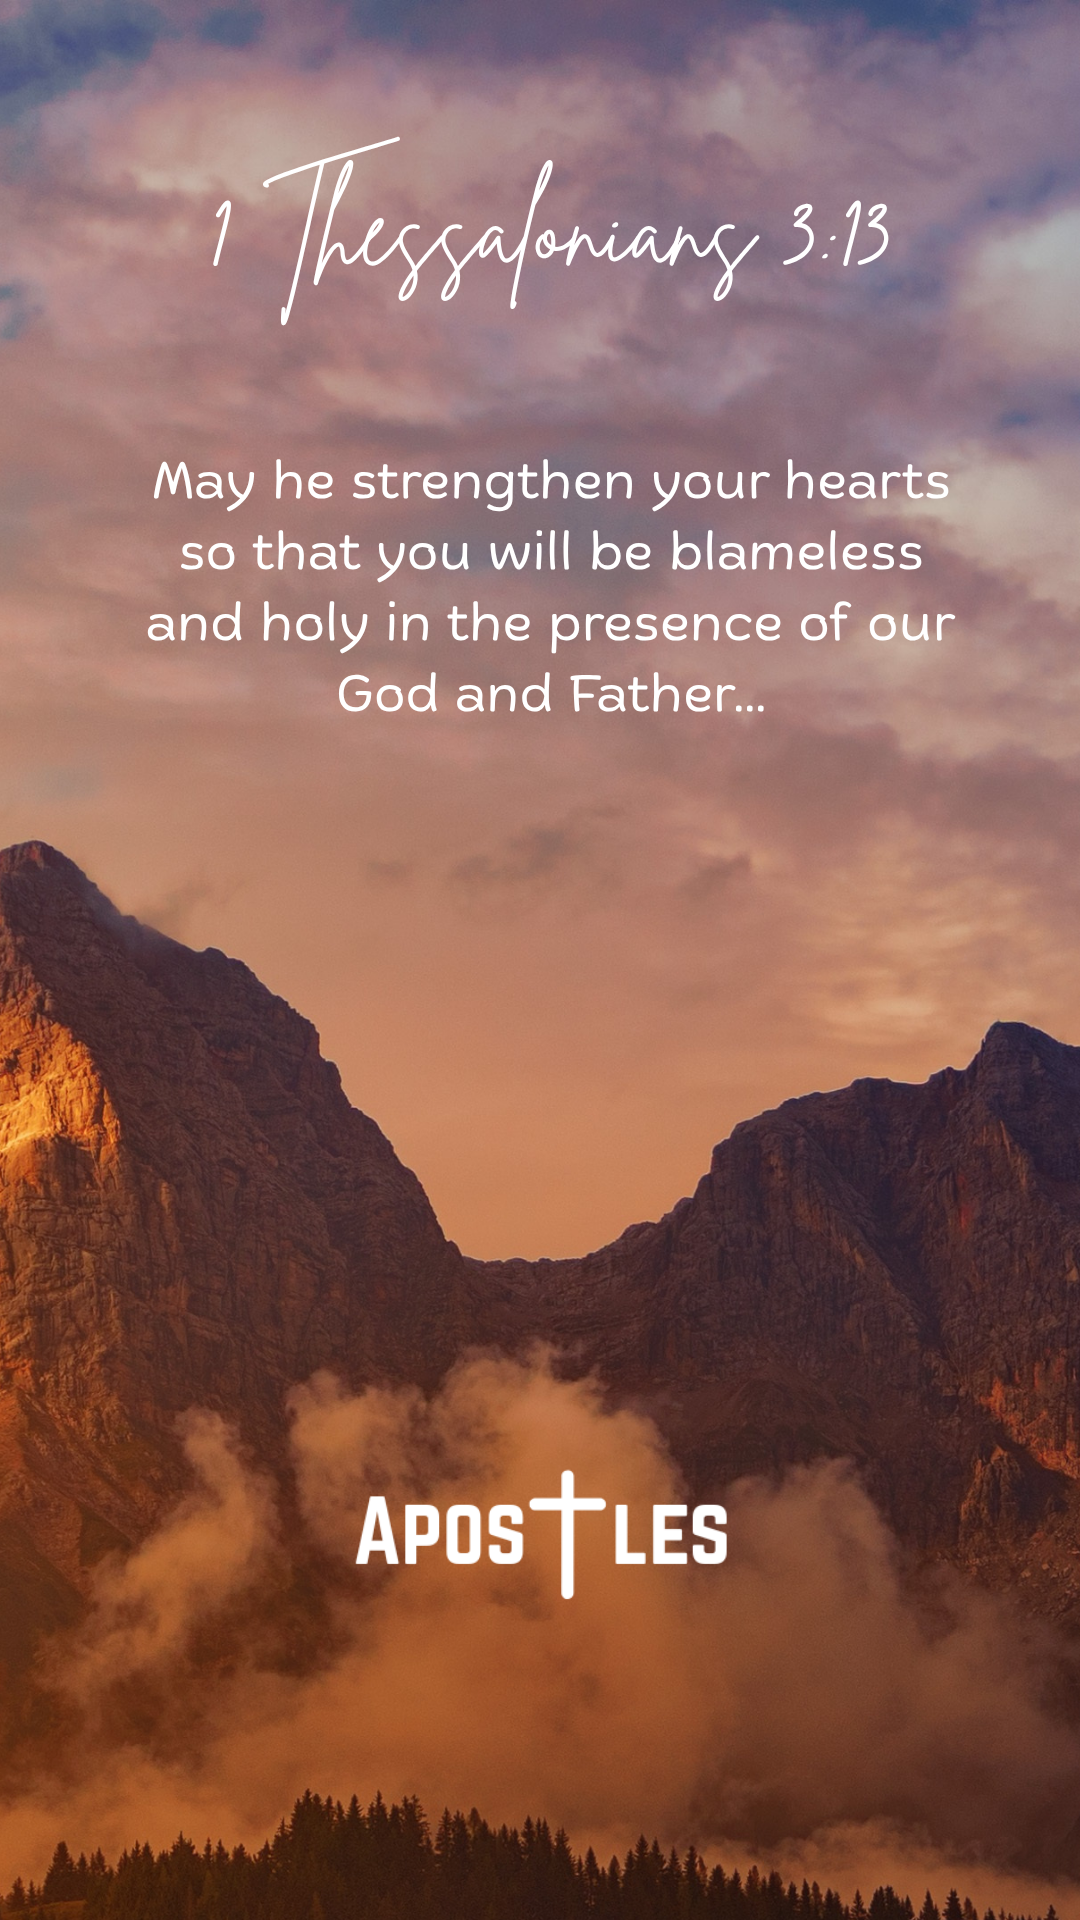 1 Thessalonians 3:13
May he strengthen your hearts
so that you will be blameless
and holy in the presence of our
God and Father...
APOSTLES